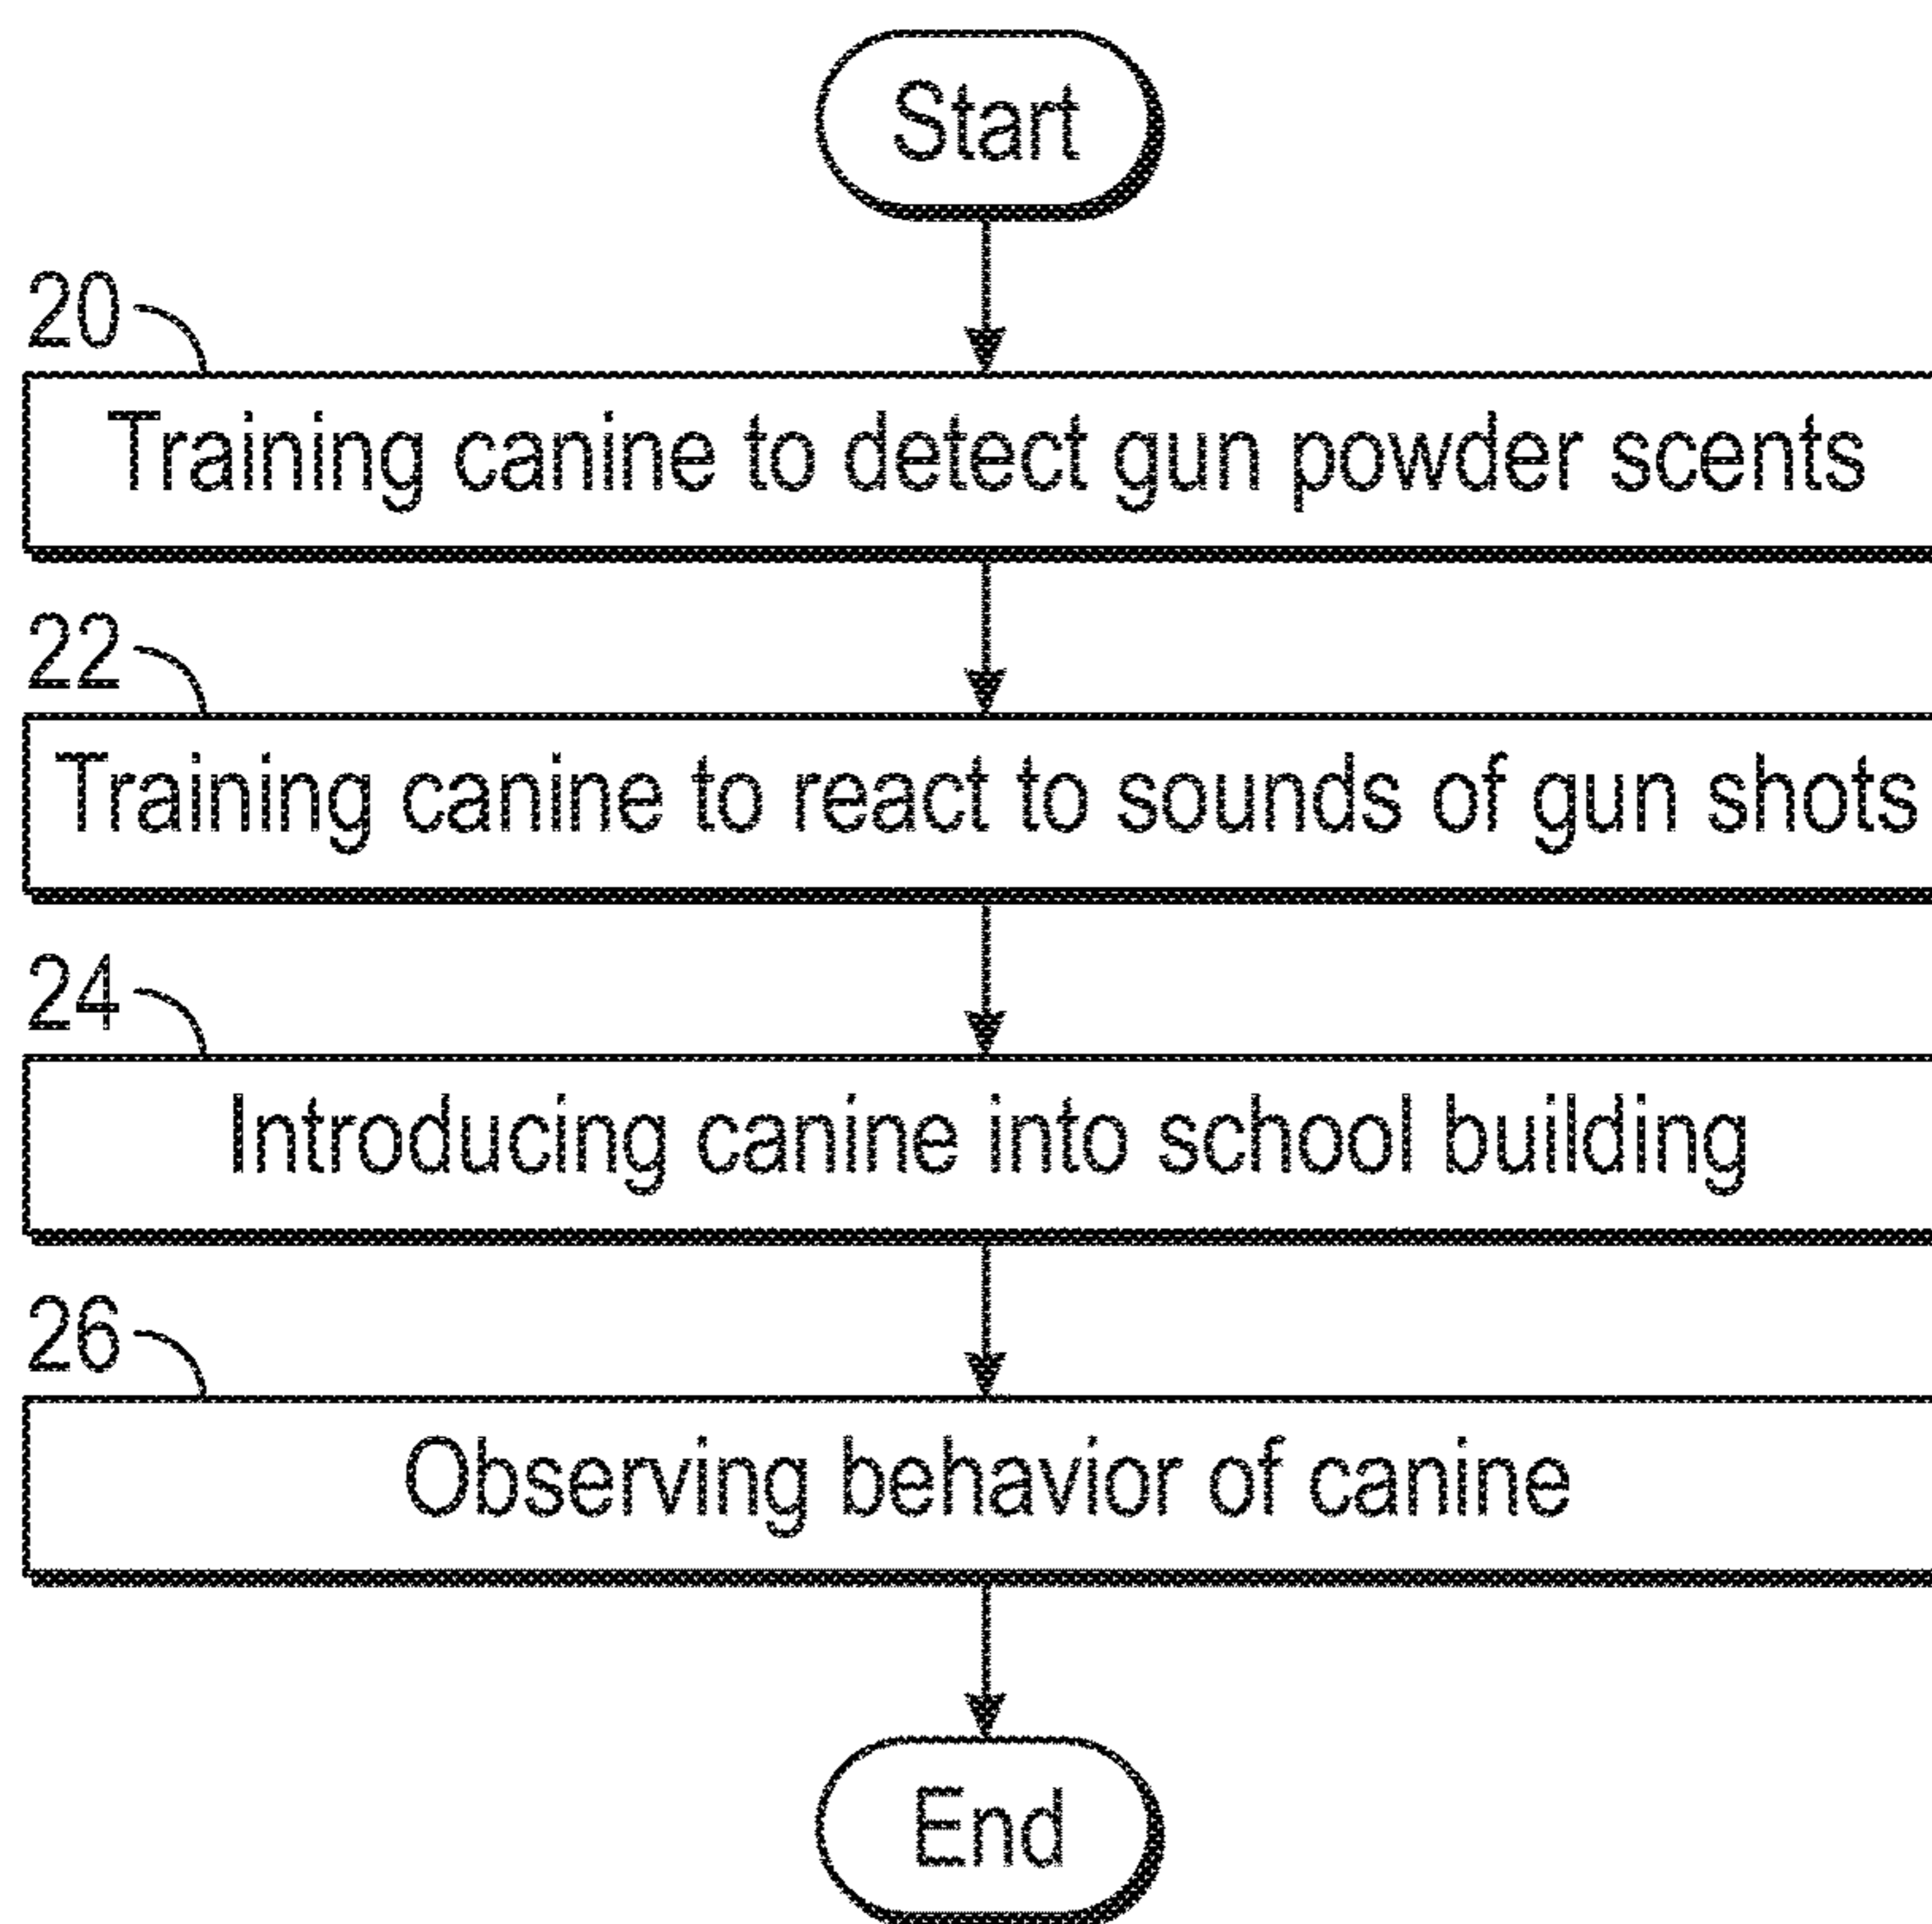 Start
20
Training canine to detect gun powder scents
22
Training canine to react to sounds of gun shots
24
Introducing canine into school building
26
Observing behavior of canine
End